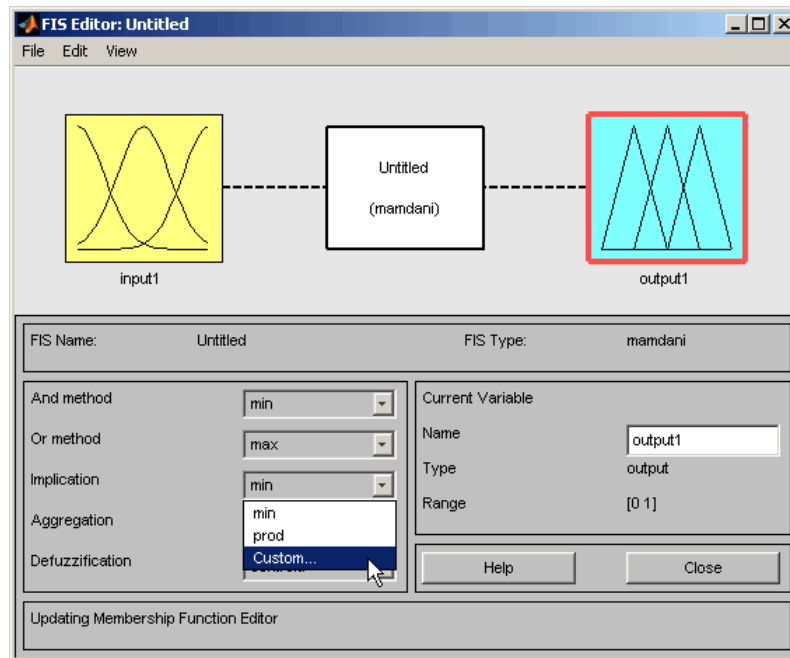 FIS Editor: Untitled
File Edit View
Untitled
(mamdani)
input1
output1
FIS Name: Untitled FIS Type: mamdani
And method min
Or method max
Implication min
min
prod
Custom...
Aggregation
Defuzzification
Current Variable
Name output1
Type output
Range [0 1]
Help Close
Updating Membership Function Editor